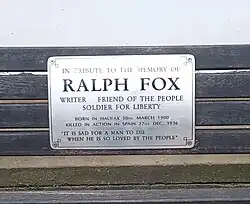 IN TRIBUTE TO THE MEMORY OF
RALPH FOX
WRITER FRIEND OF THE PEOPLE
SOLDIER FOR LIBERTY
BORN IN HALIFAX 30TH MARCH 1900
KILLED IN ACTION IN SPAIN 27TH DEC. 1936
"IT IS SAD FOR A MAN TO DIE
WHEN HE IS SO LOVED BY THE PEOPLE"